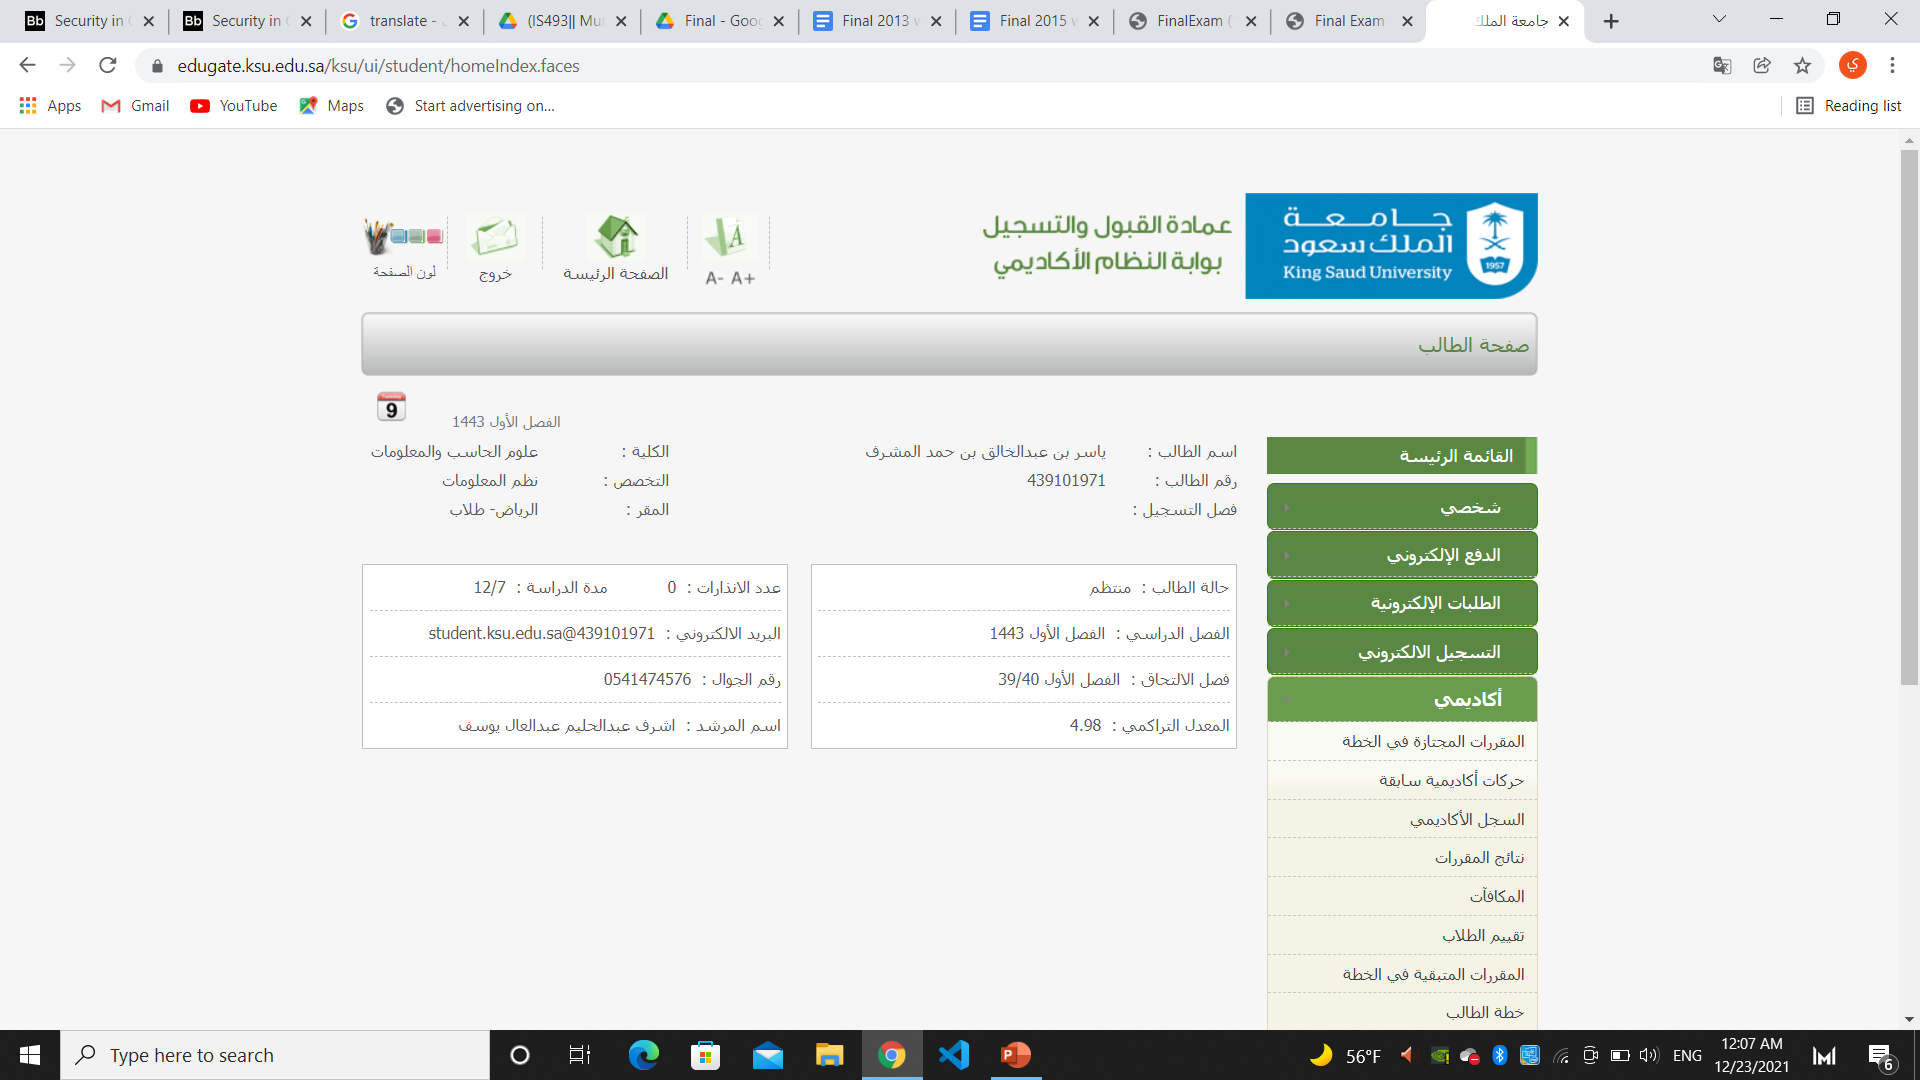 Security in
Security in
translate -
(IS493|| Mu
Final - Goog
Final 2013 w
Final 2015 w
FinalExam (
Final Exam
جامعة الملك
edugate.ksu.edu.sa/ksu/ui/student/homeIndex.faces
Apps
Gmail
YouTube
Maps
Start advertising on...
Reading list
جامعة
الملك سعود
King Saud University
1957
عمادة القبول والتسجيل
بوابة النظام الأكاديمي
A- A+
الصفحة الرئيسة
خروج
لون الصفحة
صفحة الطالب
9
الفصل الأول 1443
اسم الطالب : ياسر بن عبدالخالق بن حمد المشرف
الكلية : علوم الحاسب والمعلومات
رقم الطالب : 439101971
التخصص : نظم المعلومات
فصل التسجيل :
المقر : الرياض- طلاب
حالة الطالب : منتظم
الفصل الدراسي : الفصل الأول 1443
فصل الالتحاق : الفصل الأول 39/40
المعدل التراكمي : 4.98
عدد الانذارات : 0 مدة الدراسة : 12/7
البريد الالكتروني : student.ksu.edu.sa@439101971
رقم الجوال : 0541474576
اسم المرشد : اشرف عبدالحليم عبدالعال يوسف
القائمة الرئيسة
شخصي
الدفع الإلكتروني
الطلبات الإلكترونية
التسجيل الالكتروني
أكاديمي
المقررات المجتازة في الخطة
حركات أكاديمية سابقة
السجل الأكاديمي
نتائج المقررات
المكافآت
تقييم الطلاب
المقررات المتبقية في الخطة
خطة الطالب
Type here to search
56°F
ENG
12:07 AM
12/23/2021
6